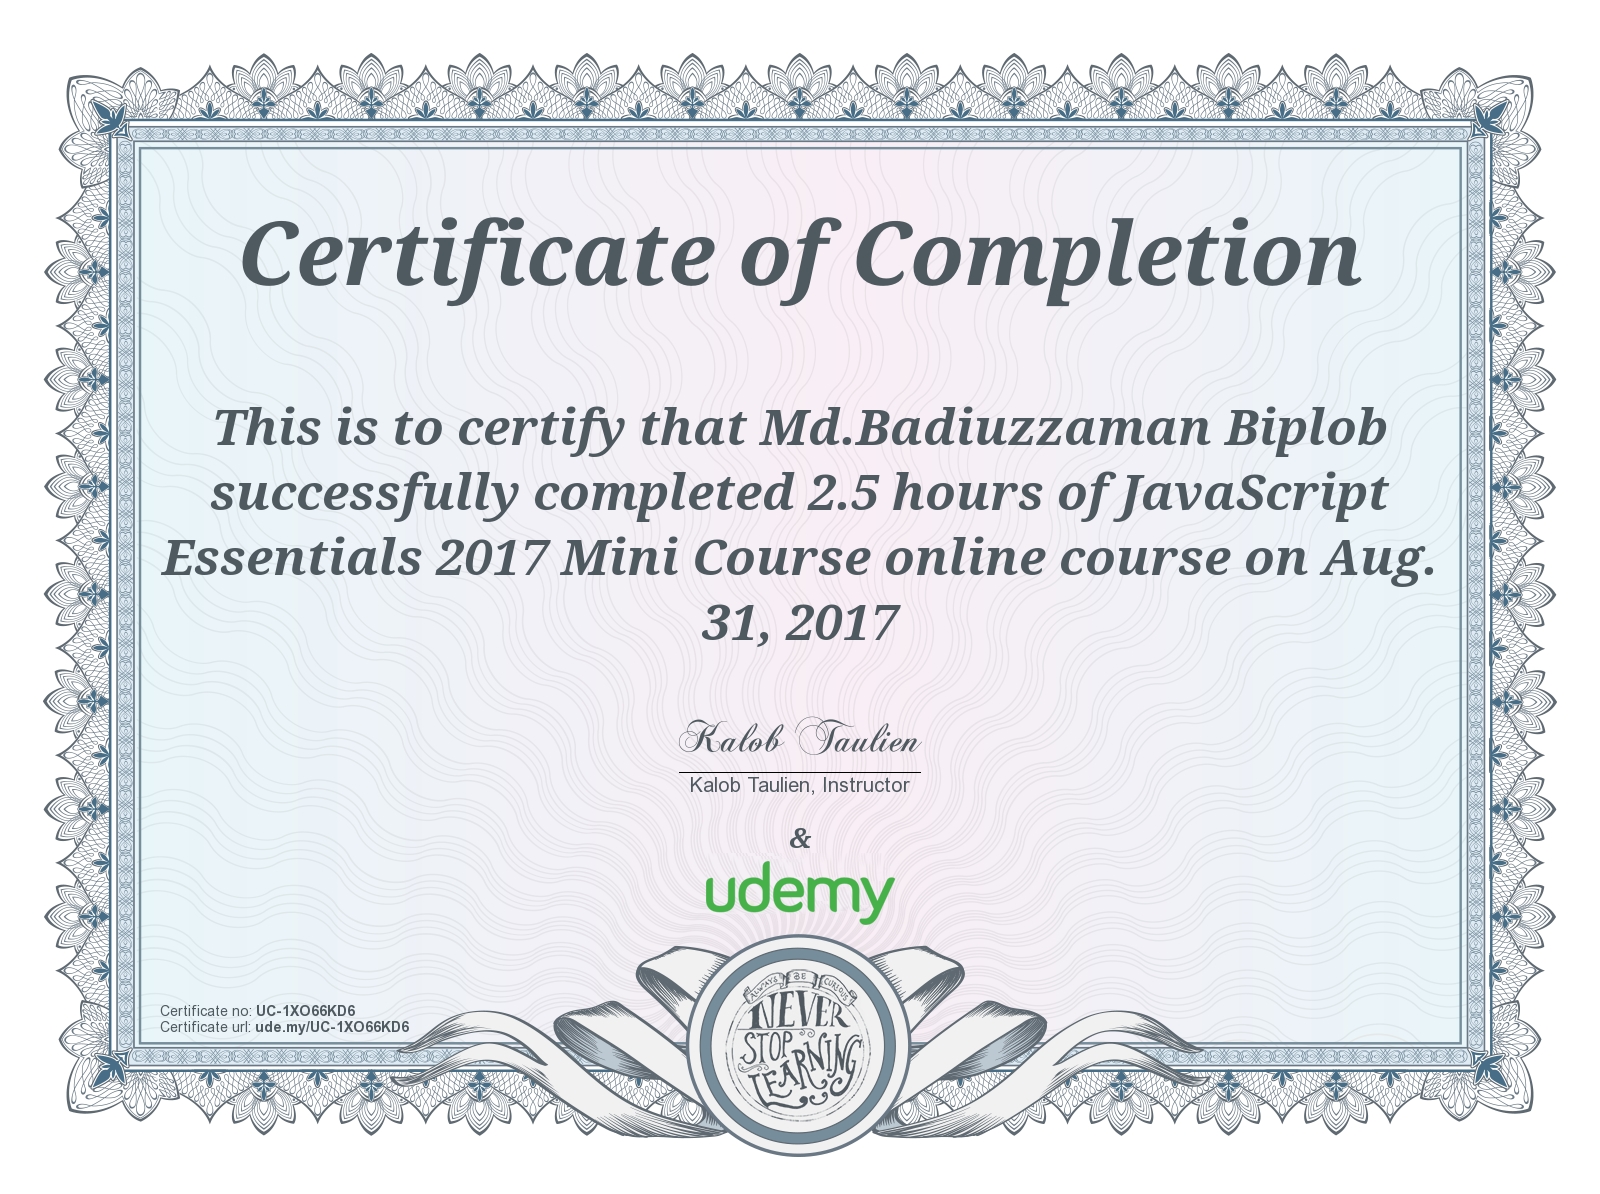 Certificate of Completion
This is to certify that Md.Badiuzzaman Biplob
successfully completed 2.5 hours of JavaScript
Essentials 2017 Mini Course online course on Aug.
31, 2017
Kalob Taulien
Kalob Taulien, Instructor
&
udemy
ALWAYS BE CURIOUS
NEVER
STOP
LEARNING
Certificate no: UC-1XO66KD6
Certificate url: ude.my/UC-1XO66KD6